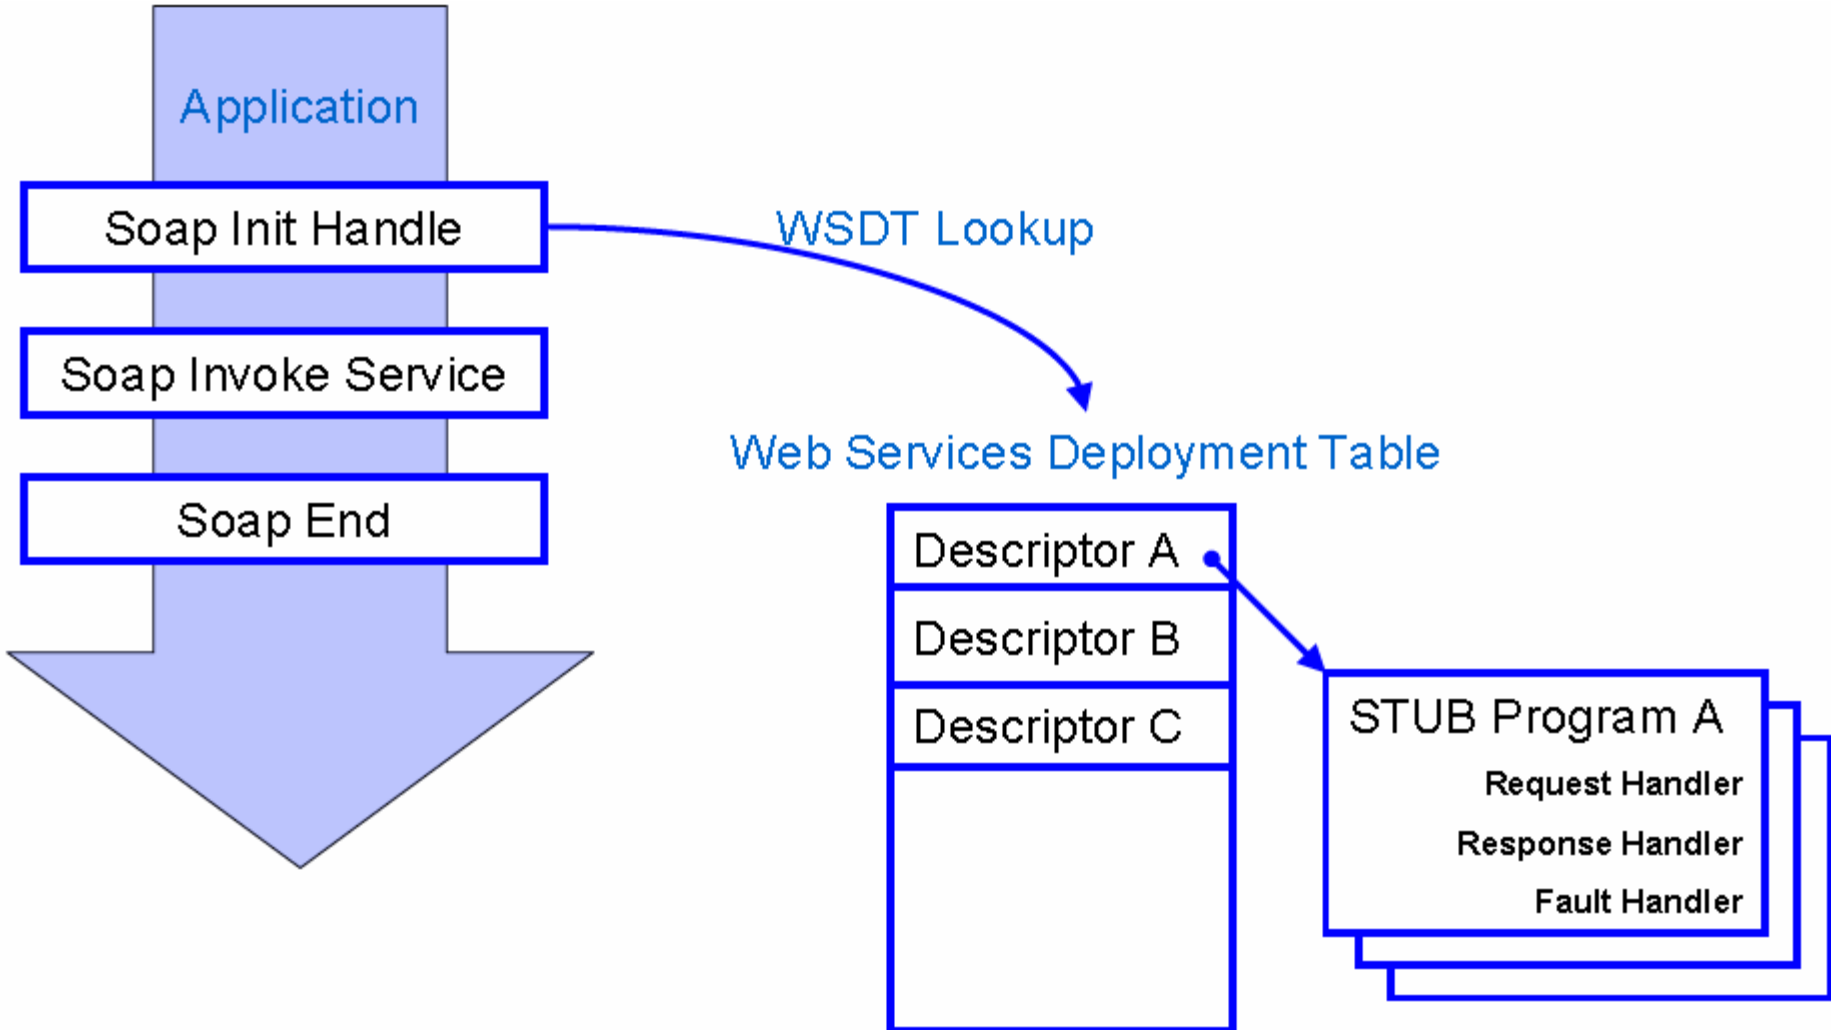 Application
Soap Init Handle
WSDT Lookup
Soap Invoke Service
Soap End
Web Services Deployment Table
Descriptor A
Descriptor B
Descriptor C
STUB Program A
Request Handler
Response Handler
Fault Handler